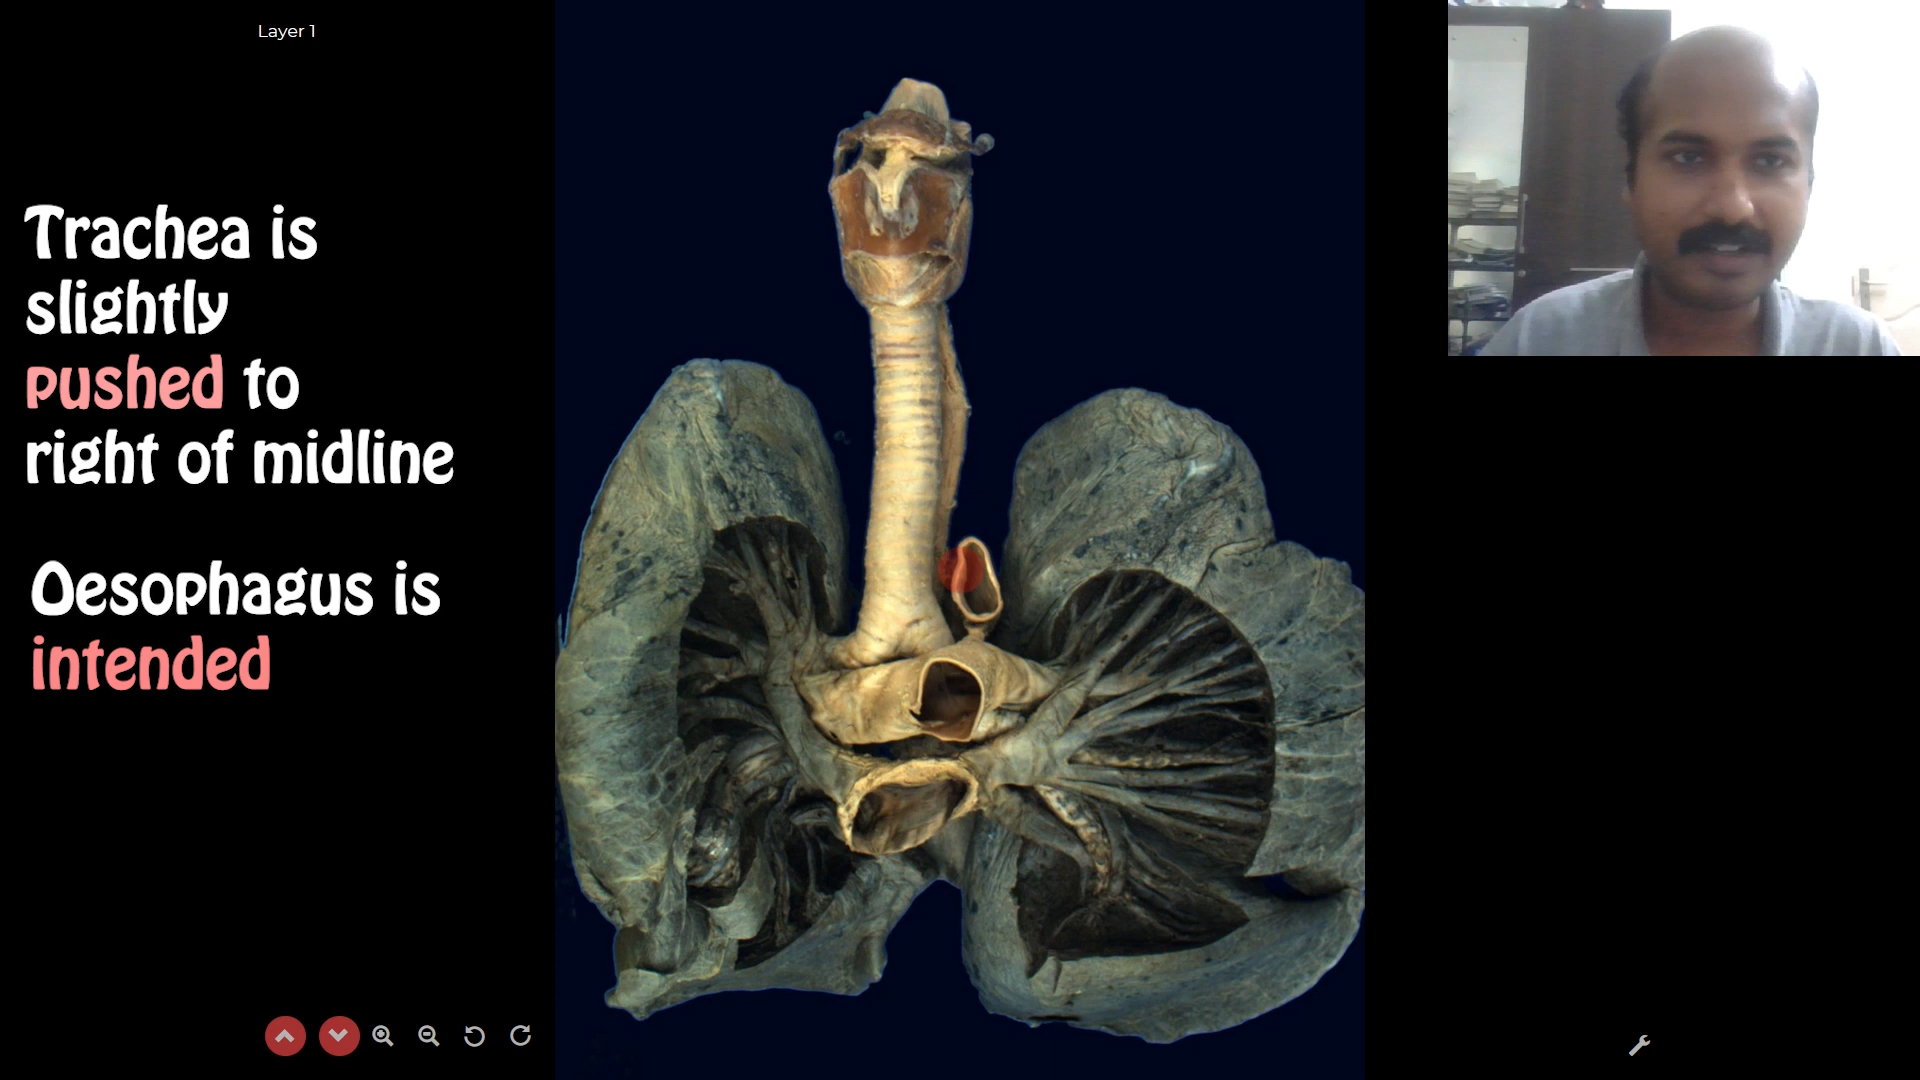 Layer 1
Trachea is
slightly
pushed to
right of midline
Oesophagus is
intended